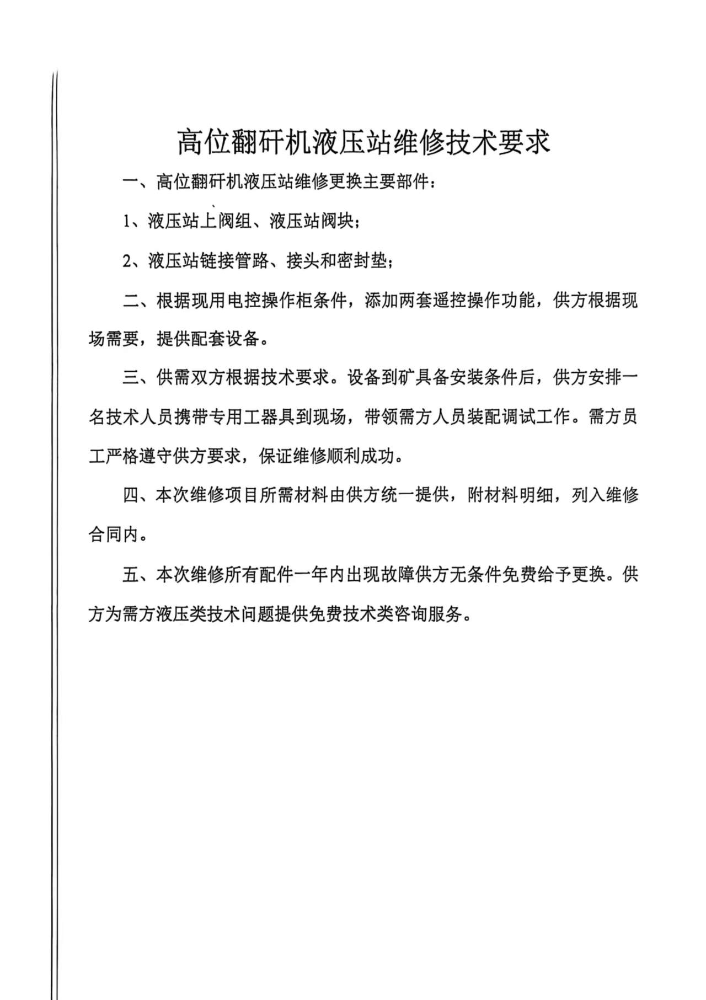 高位翻矸机液压站维修技术要求
一、高位翻矸机液压站维修更换主要部件：
1、液压站上阀组、液压站阀块；
2、液压站链接管路、接头和密封垫；
二、根据现用电控操作柜条件，添加两套遥控操作功能，供方根据现
场需要，提供配套设备。
三、供需双方根据技术要求。设备到矿具备安装条件后，供方安排一
名技术人员携带专用工器具到现场，带领需方人员装配调试工作。需方员
工严格遵守供方要求，保证维修顺利成功。
四、本次维修项目所需材料由供方统一提供，附材料明细，列入维修
合同内。
五、本次维修所有配件一年内出现故障供方无条件免费给予更换。供
方为需方液压类技术问题提供免费技术类咨询服务。